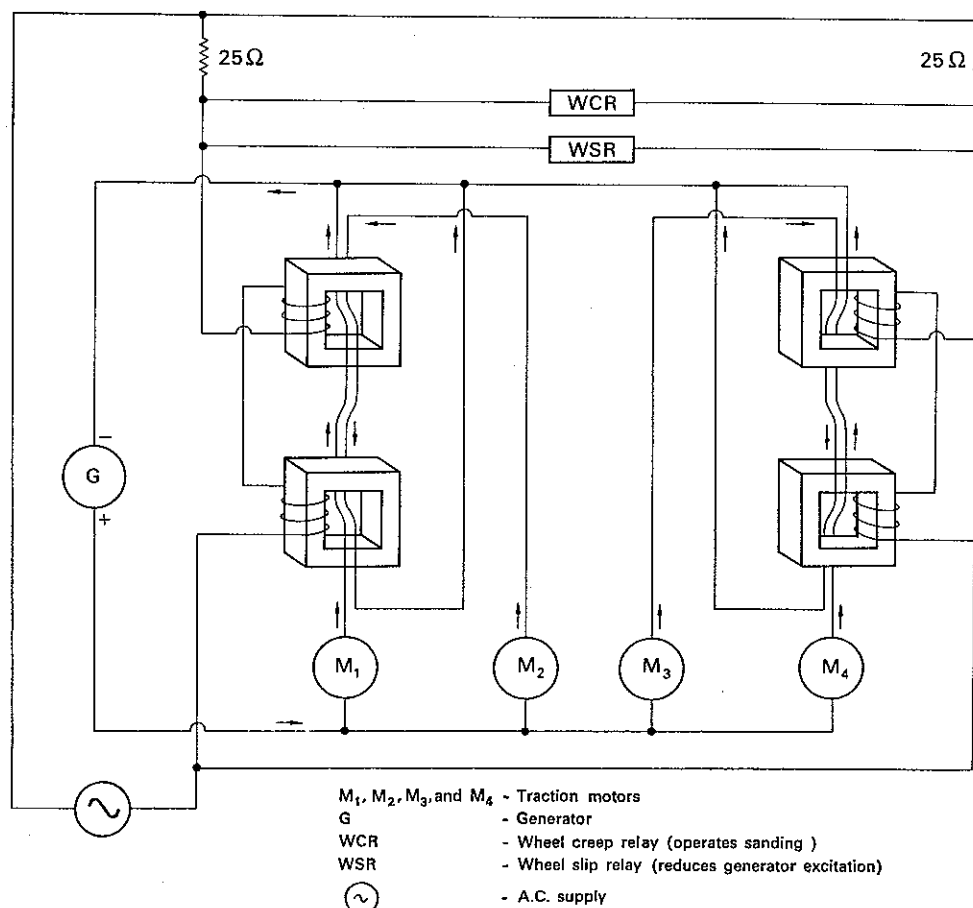 25Ω
25Ω
WCR
WSR
−
G
+
M₁
M₂
M₃
M₄
M₁, M₂, M₃, and M₄ - Traction motors
G - Generator
WCR - Wheel creep relay (operates sanding )
WSR - Wheel slip relay (reduces generator excitation)
- A.C. supply